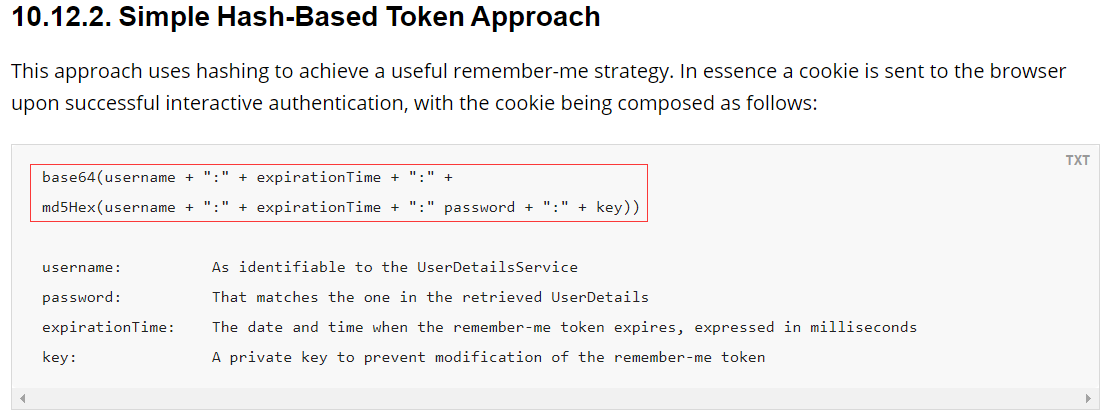 10.12.2. Simple Hash-Based Token Approach
This approach uses hashing to achieve a useful remember-me strategy. In essence a cookie is sent to the browser
upon successful interactive authentication, with the cookie being composed as follows:
TXT
base64(username + ":" + expirationTime + ":" +
md5Hex(username + ":" + expirationTime + ":" password + ":" + key))
username: As identifiable to the UserDetailsService
password: That matches the one in the retrieved UserDetails
expirationTime: The date and time when the remember-me token expires, expressed in milliseconds
key: A private key to prevent modification of the remember-me token